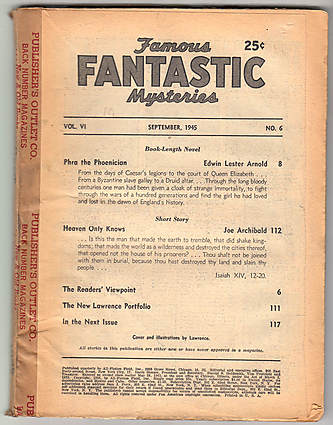 PUBLISHER'S OUTLET CO.
BACK NUMBER MAGAZINES
PUBLISHER'S OUTLET CO.
BACK NUMBER MAGAZINES
PUB
Famous
25¢
FANTASTIC
Mysteries
VOL. VI SEPTEMBER, 1945 NO. 6
Book-Length Novel
Phra the Phoenician Edwin Lester Arnold 8
From the days of Caesar's legions to the court of Queen Elizabeth . . .
From a Byzantine slave galley to a Druid altar . . . Through the long bloody
centuries one man had been given a cloak of strange immortality, to fight
through the wars of a hundred generations and find the girl he had loved
and lost in the dawn of England's history.
Short Story
Heaven Only Knows Joe Archibald 112
. . . Is this the man that made the earth to tremble, that did shake king-
doms; that made the world as a wilderness and destroyed the cities thereof,
that opened not the house of his prisoners? . . . Thou shalt not be joined
with them in burial, because thou hast destroyed thy land and slain thy
people. . . .
Isaiah XIV, 12-20.
The Readers' Viewpoint 6
The New Lawrence Portfolio 111
In the Next Issue 117
Cover and illustrations by Lawrence.
All stories in this publication are either new or have never appeared in a magazine.